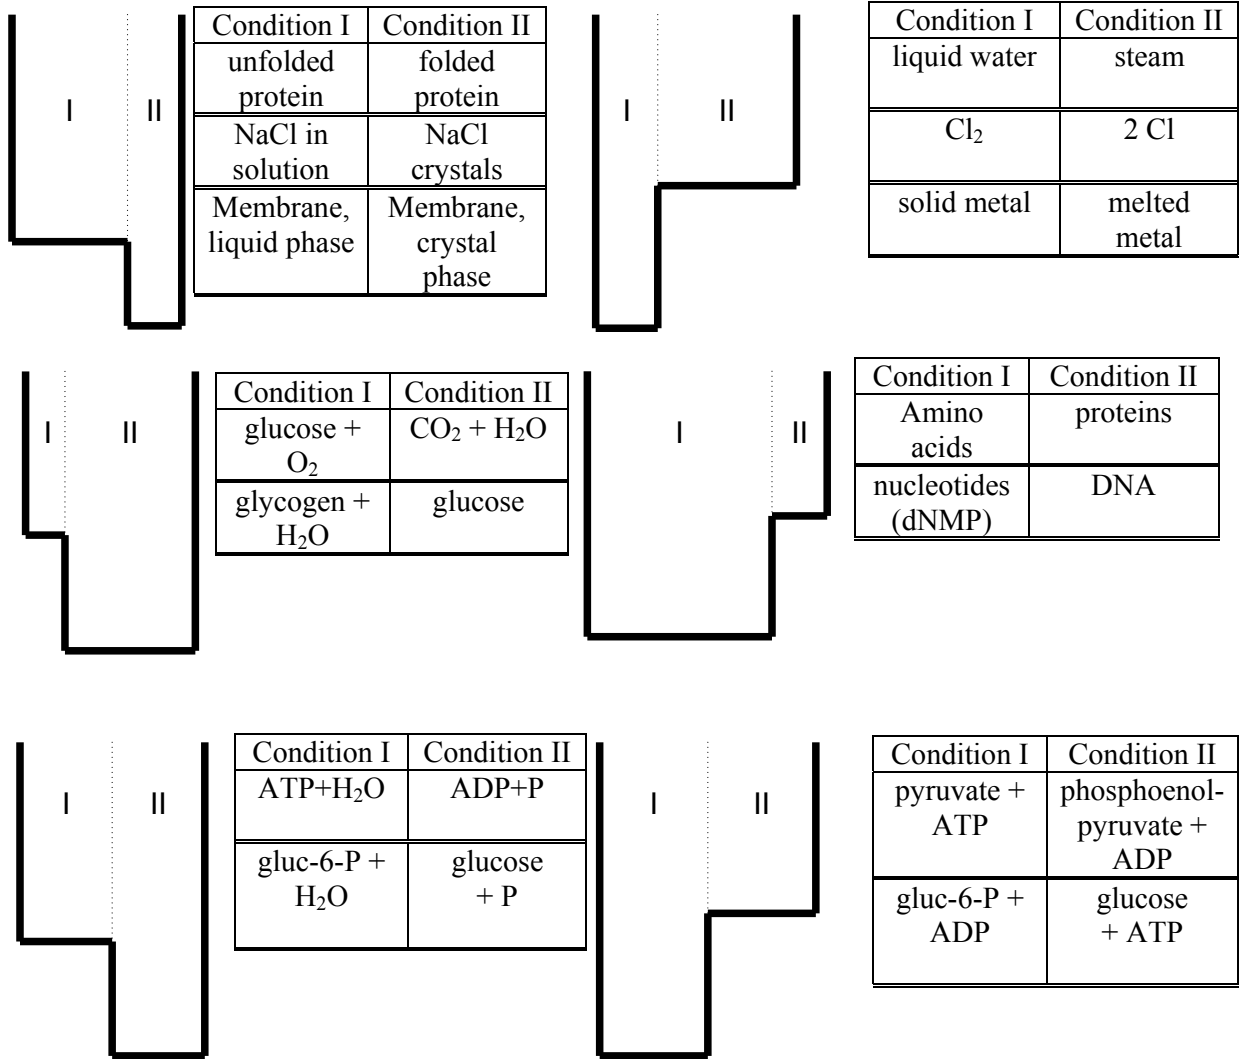 I II
Condition I Condition II
unfolded folded
protein protein
NaCl in NaCl
solution crystals
Membrane, Membrane,
liquid phase crystal
phase
I II
Condition I Condition II
liquid water steam
Cl₂ 2 Cl
solid metal melted
metal
I II
Condition I Condition II
glucose + CO₂ + H₂O
O₂
glycogen + glucose
H₂O
I II
Condition I Condition II
Amino proteins
acids
nucleotides DNA
(dNMP)
I II
Condition I Condition II
ATP+H₂O ADP+P
gluc-6-P + glucose
H₂O + P
I II
Condition I Condition II
pyruvate + phosphoenol-
ATP pyruvate +
ADP
gluc-6-P + glucose
ADP + ATP